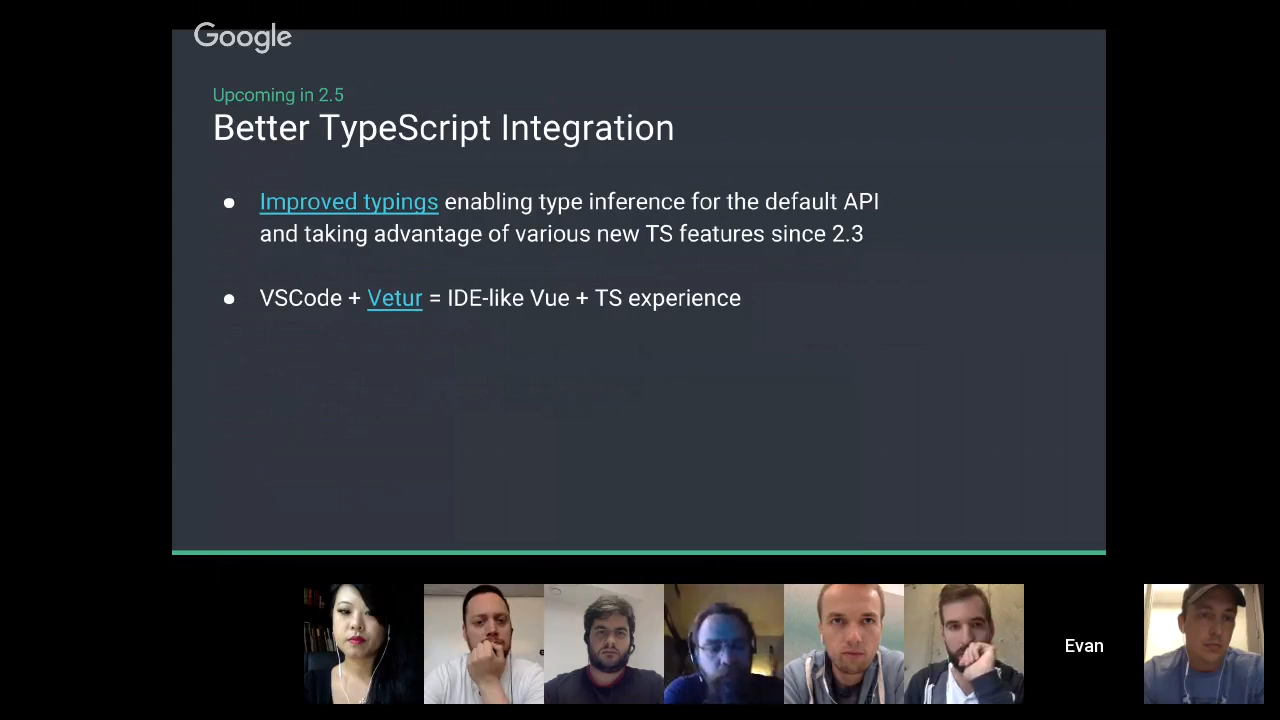 Google
Upcoming in 2.5
Better TypeScript Integration
● Improved typings enabling type inference for the default API
and taking advantage of various new TS features since 2.3
● VSCode + Vetur = IDE-like Vue + TS experience
Evan